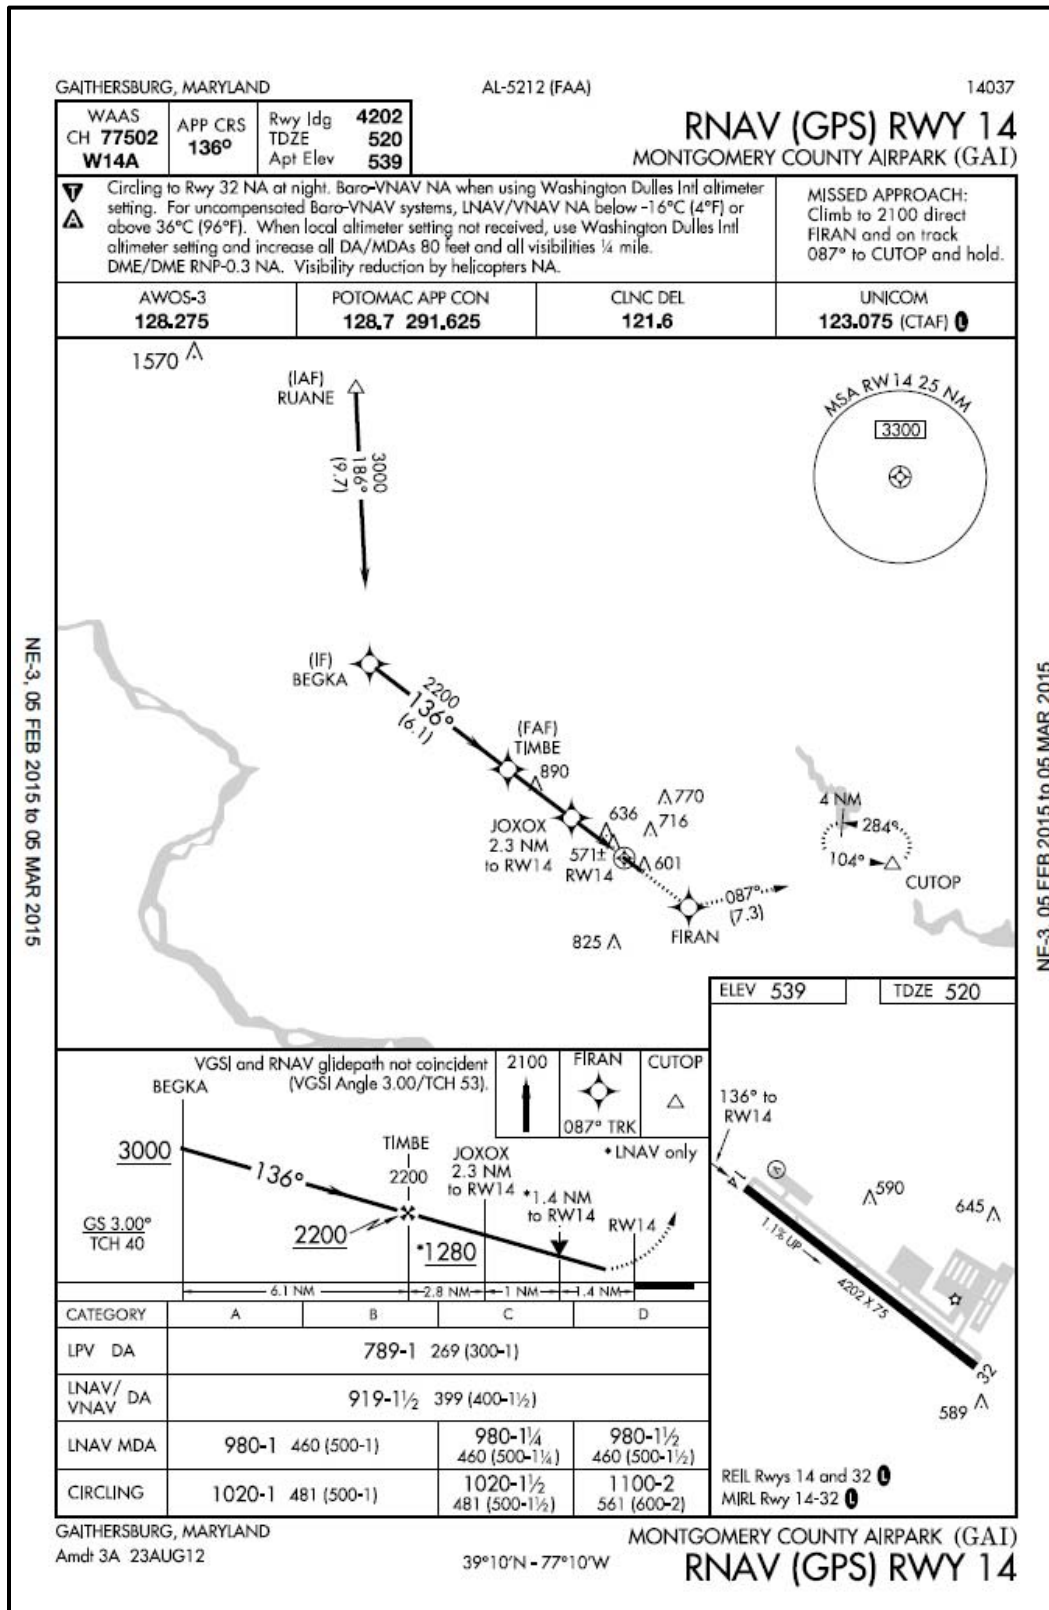 GAITHERSBURG, MARYLAND
AL-5212 (FAA)
14037
WAAS
CH 77502
W14A
APP CRS
136°
Rwy ldg 4202
TDZE 520
Apt Elev 539
RNAV (GPS) RWY 14
MONTGOMERY COUNTY AIRPARK (GAI)
T
A
Circling to Rwy 32 NA at night. Baro-VNAV NA when using Washington Dulles Intl altimeter
setting. For uncompensated Baro-VNAV systems, LNAV/VNAV NA below -16°C (4°F) or
above 36°C (96°F). When local altimeter setting not received, use Washington Dulles Intl
altimeter setting and increase all DA/MDAs 80 feet and all visibilities ¼ mile.
DME/DME RNP-0.3 NA. Visibility reduction by helicopters NA.
MISSED APPROACH:
Climb to 2100 direct
FIRAN and on track
087° to CUTOP and hold.
AWOS-3
128.275
POTOMAC APP CON
128.7 291.625
CLNC DEL
121.6
UNICOM
123.075 (CTAF) L
1570
(IAF)
RUANE
3000
186°
(9.7)
MSA RW14 25 NM
3300
(IF)
BEGKA
2200
136°
(6.1)
(FAF)
TIMBE
890
JOXOX
2.3 NM
to RW14
636
770
716
571±
RW14
601
087°
(7.3)
FIRAN
825
4 NM
284°
104°
CUTOP
NE-3, 05 FEB 2015 to 05 MAR 2015
NE-3, 05 FEB 2015 to 05 MAR 2015
ELEV 539
TDZE 520
136° to
RW14
A
14
590
645
1.1% UP
4202 X 75
32
589
REIL Rwys 14 and 32 L
MIRL Rwy 14-32 L
VGSI and RNAV glidepath not coincident
(VGSI Angle 3.00/TCH 53).
2100
FIRAN
087° TRK
CUTOP
BEGKA
3000
136°
GS 3.00°
TCH 40
TIMBE
2200
2200
JOXOX
2.3 NM
to RW14
*LNAV only
*1.4 NM
to RW14
RW14
*1280
6.1 NM
2.8 NM
1 NM
1.4 NM
CATEGORY A B C D
LPV DA 789-1 269 (300-1)
LNAV/
VNAV DA 919-1½ 399 (400-1½)
LNAV MDA 980-1 460 (500-1)
980-1¼
460 (500-1¼)
980-1½
460 (500-1½)
CIRCLING 1020-1 481 (500-1)
1020-1½
481 (500-1½)
1100-2
561 (600-2)
GAITHERSBURG, MARYLAND
Amdt 3A 23AUG12
39°10'N-77°10'W
MONTGOMERY COUNTY AIRPARK (GAI)
RNAV (GPS) RWY 14